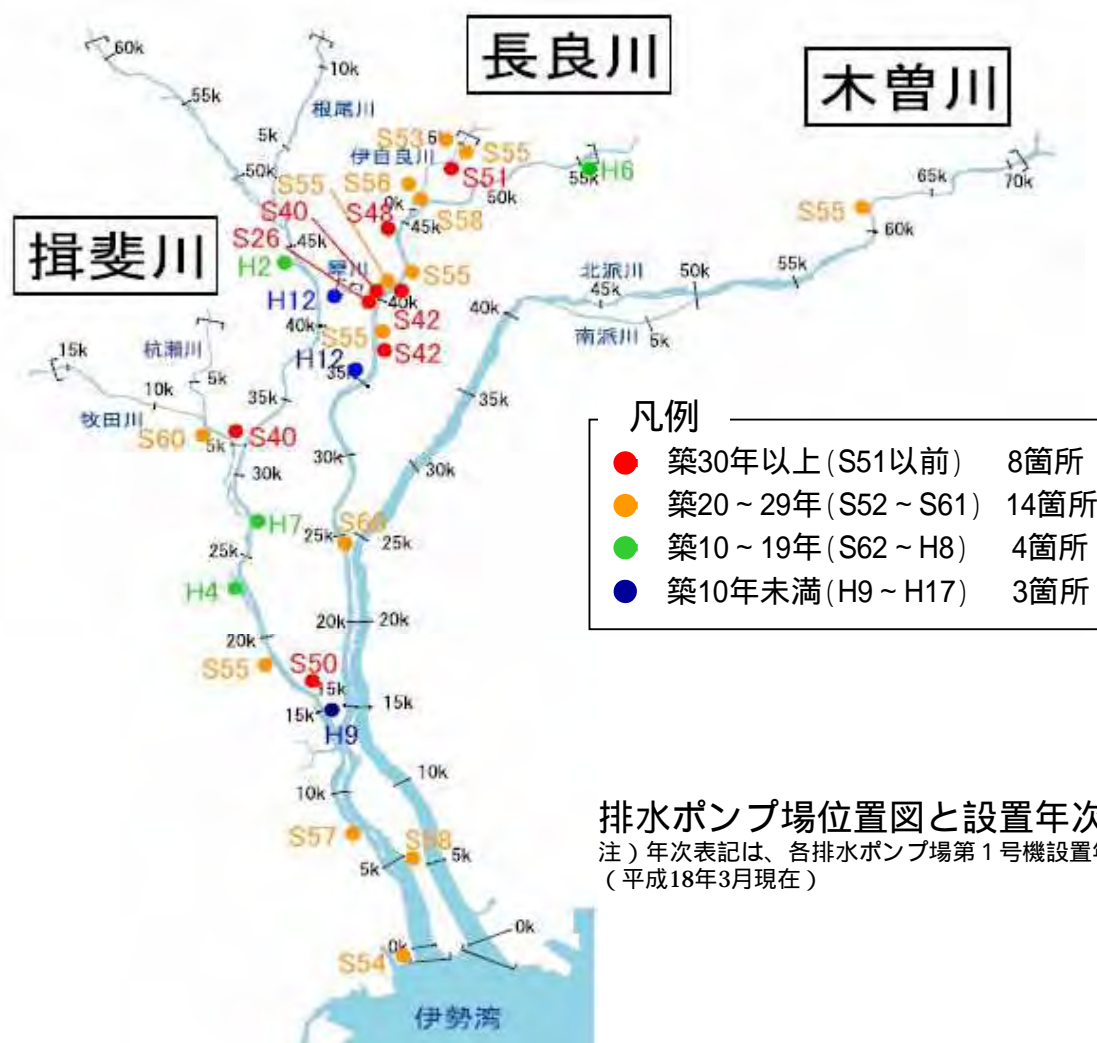 長良川
木曽川
揖斐川
60k
55k
50k
根尾川
10k
5k
45k
40k
35k
30k
25k
20k
15k
10k
5k
0k
杭瀬川
5k
牧田川
15k
10k
5k
伊自良川
0k
55k
50k
45k
40k
35k
30k
25k
20k
15k
犀川
北派川
45k
南派川
5k
70k
65k
60k
55k
50k
40k
35k
30k
25k
20k
15k
10k
5k
0k
S53
S55
S51
H6
S55
S56
S58
S40
S48
S26
H2
S55
S55
H12
S42
S55
S42
H12
S60
S40
H7
H4
S55
S50
H9
S57
S54
伊勢湾
凡例
築30年以上(S51以前) 8箇所
築20~29年(S52~S61) 14箇所
築10~19年(S62~H8) 4箇所
築10年未満(H9~H17) 3箇所
排水ポンプ場位置図と設置年次
注)年次表記は、各排水ポンプ場第1号機設置年
(平成18年3月現在)